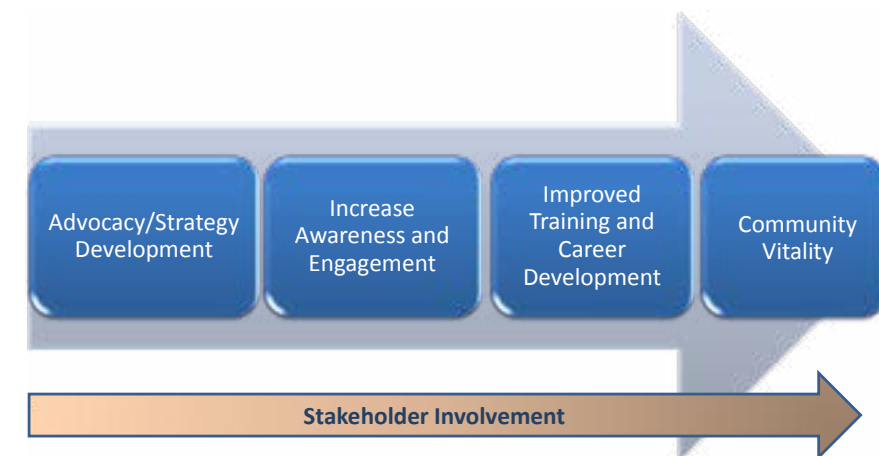 Advocacy/Strategy
Development
Increase
Awareness and
Engagement
Improved
Training and
Career
Development
Community
Vitality
Stakeholder Involvement